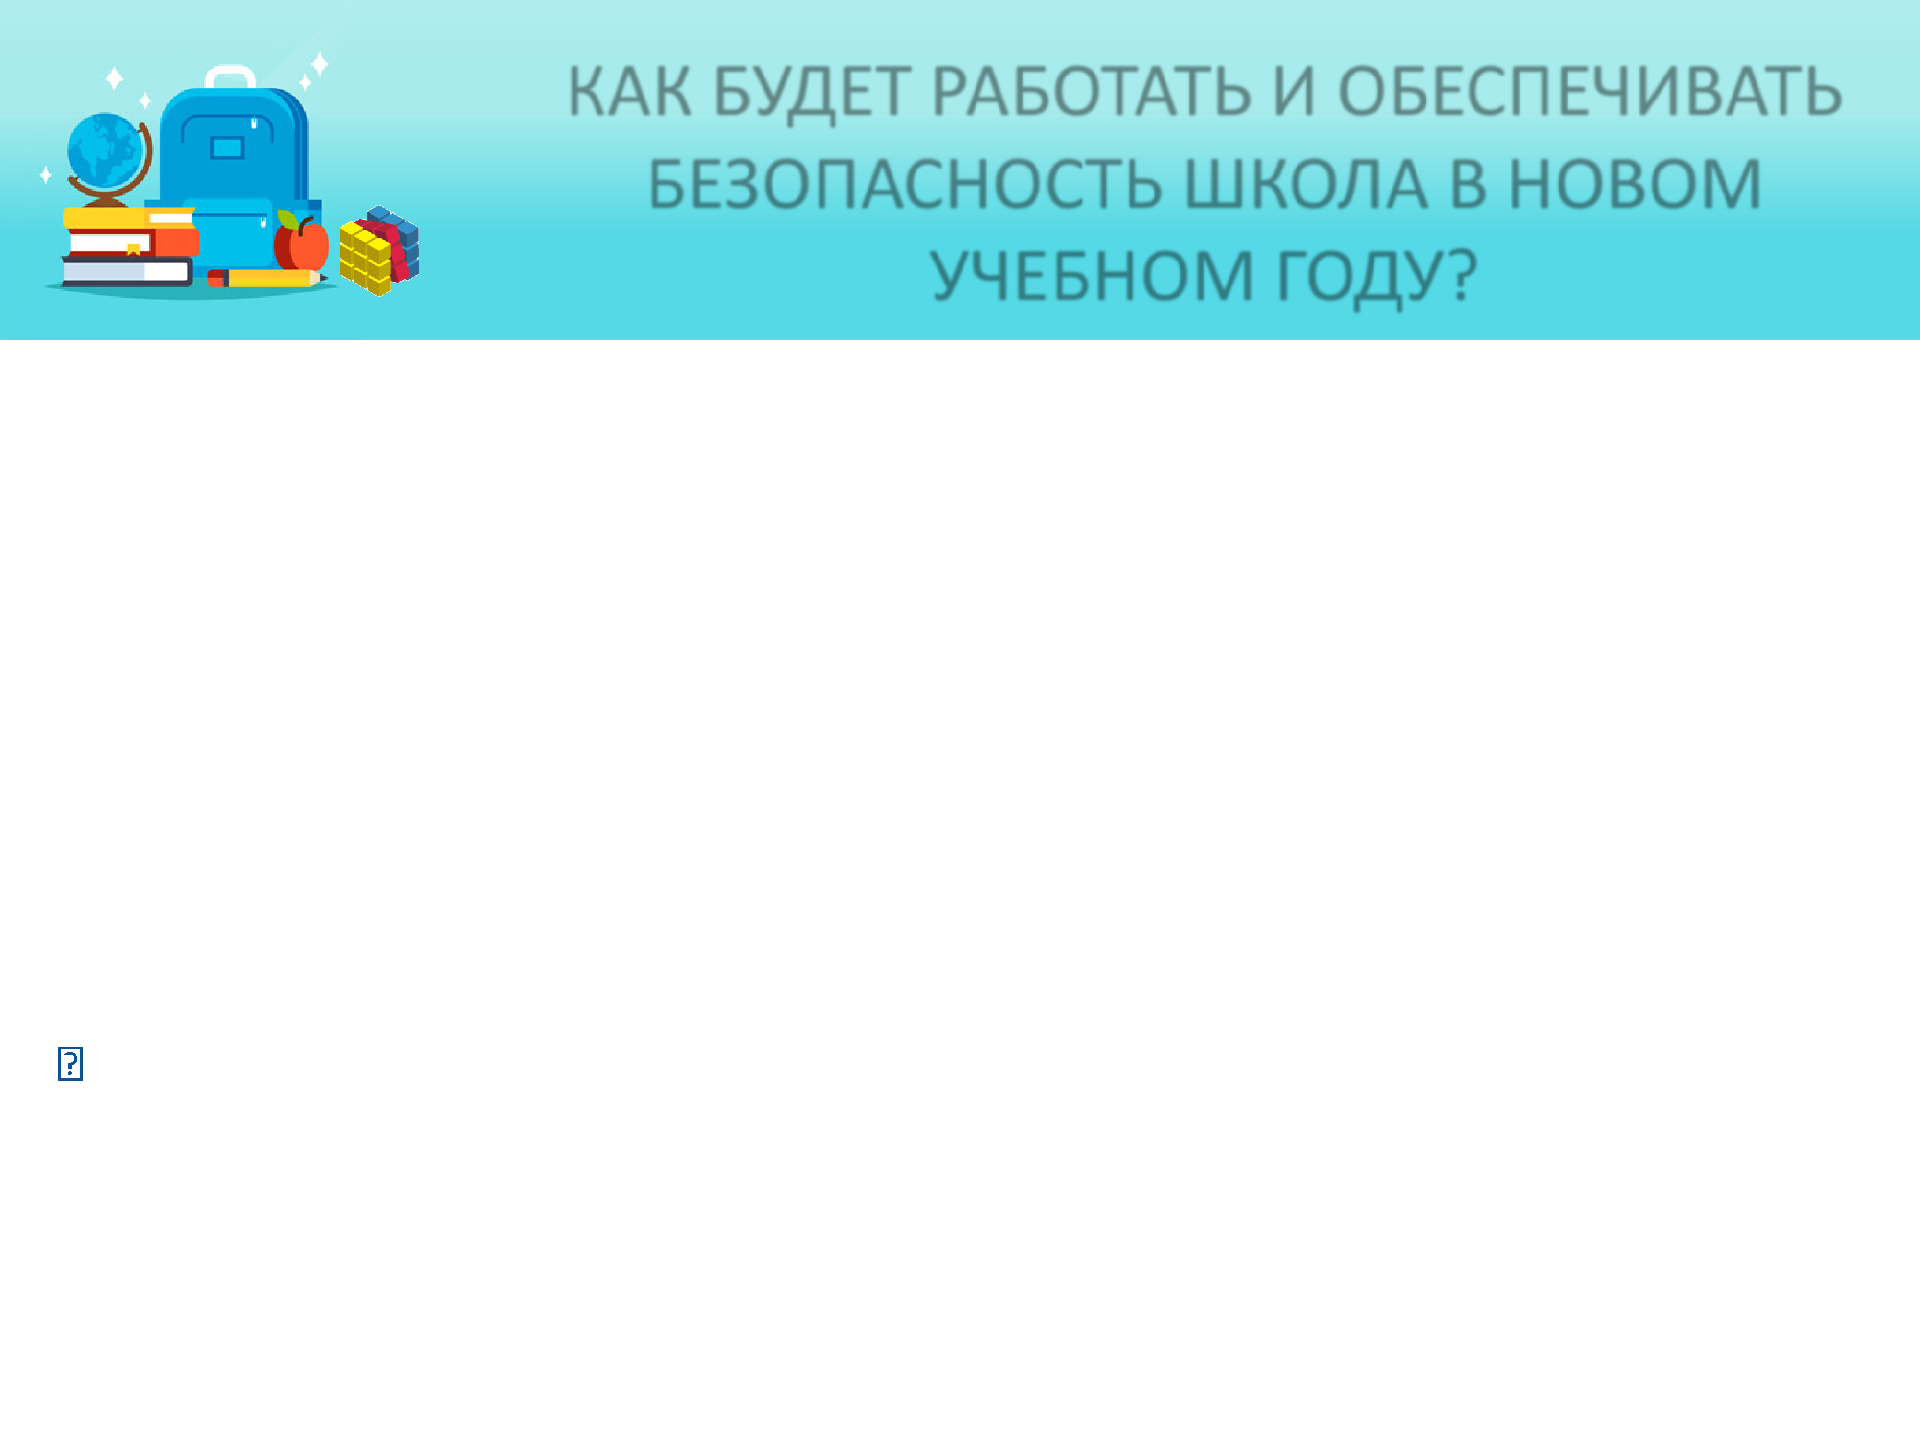 КАК БУДЕТ РАБОТАТЬ И ОБЕСПЕЧИВАТЬ
БЕЗОПАСНОСТЬ ШКОЛА В НОВОМ
УЧЕБНОМ ГОДУ?